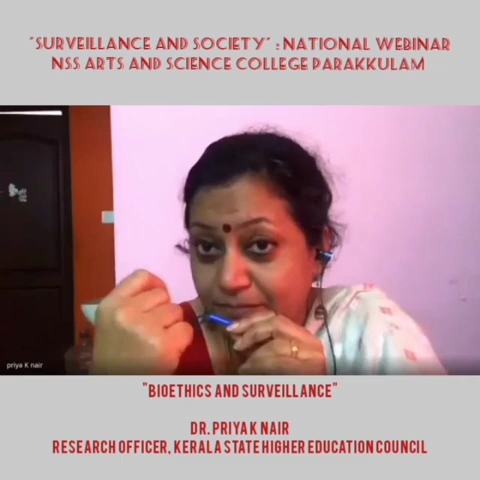 "SURVEILLANCE AND SOCIETY" : NATIONAL WEBINAR
NSS ARTS AND SCIENCE COLLEGE PARAKKULAM
priya K nair
"BIOETHICS AND SURVEILLANCE"
DR. PRIYA K NAIR
RESEARCH OFFICER, KERALA STATE HIGHER EDUCATION COUNCIL